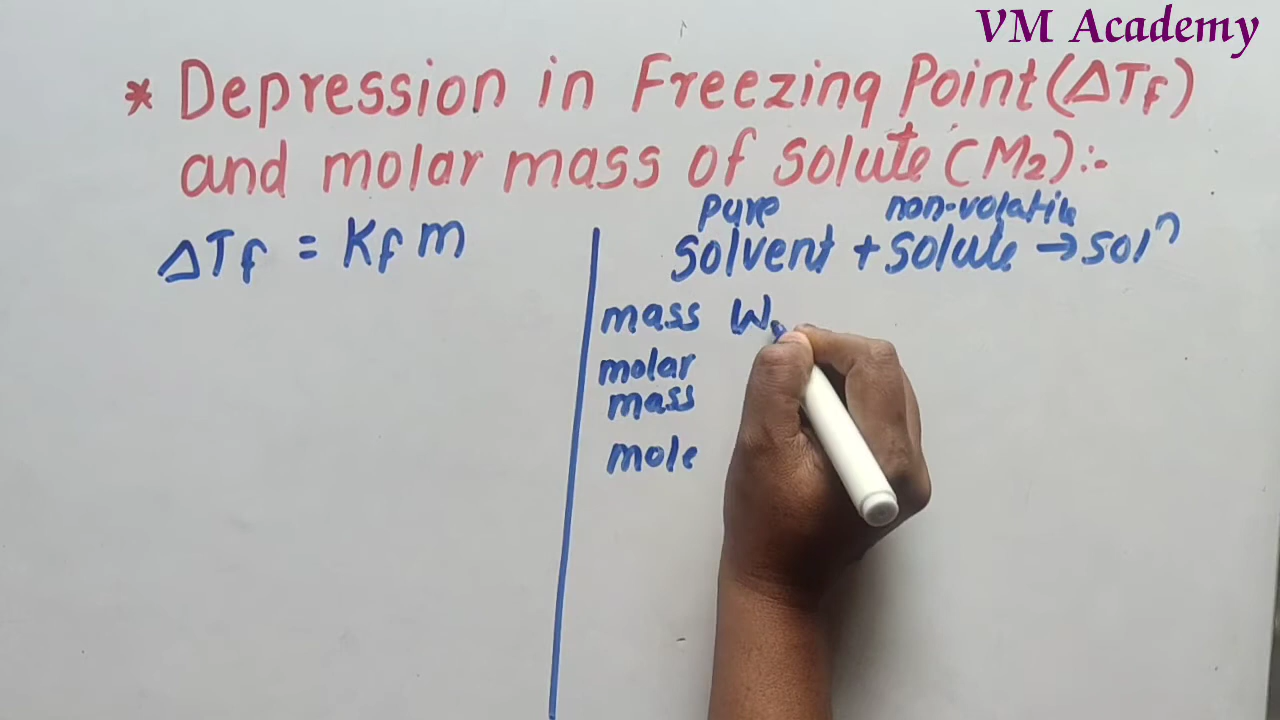 VM Academy
* Depression in Freezing Point (ΔTf)
and molar mass of solute (M2):-
ΔTf = Kf m
pure non-volatile
solvent + solute → solⁿ
mass W
molar
mass
mole